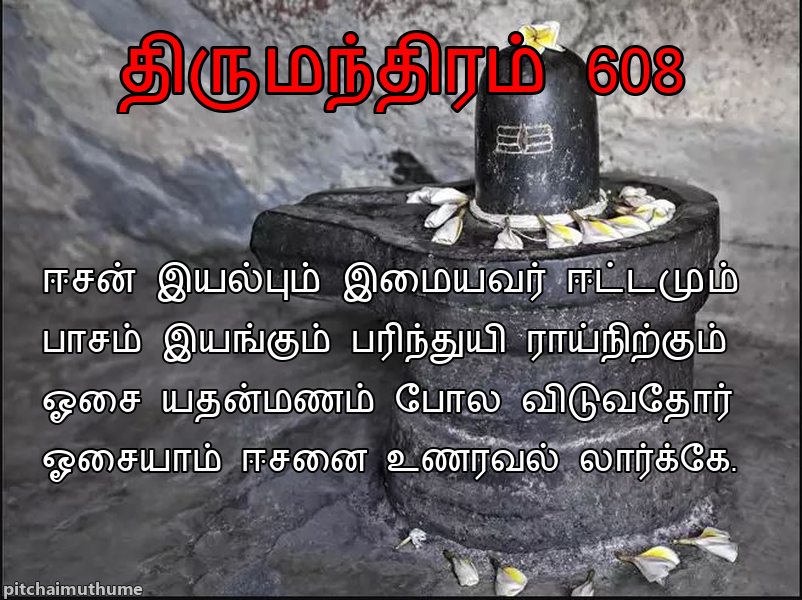 திருமந்திரம் 608
ஈசன் இயல்பும் இமையவர் ஈட்டமும்
பாசம் இயங்கும் பரிந்துயி ராய்நிற்கும்
ஓசை யதன்மணம் போல விடுவதோர்
ஓசையாம் ஈசனை உணரவல் லார்க்கே.
pitchaimuthume